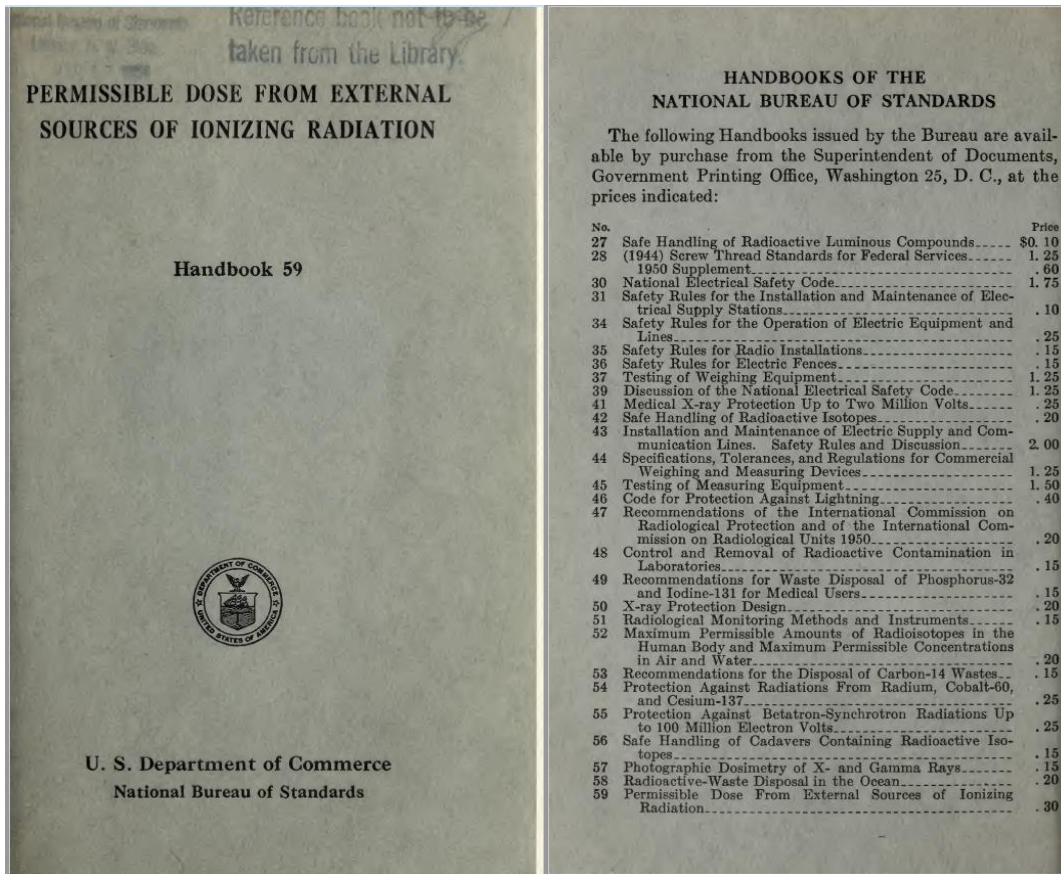 Reference book not to be
taken from the Library.
PERMISSIBLE DOSE FROM EXTERNAL
SOURCES OF IONIZING RADIATION
Handbook 59
DEPARTMENT OF COMMERCE
UNITED STATES OF AMERICA
U. S. Department of Commerce
National Bureau of Standards
HANDBOOKS OF THE
NATIONAL BUREAU OF STANDARDS
The following Handbooks issued by the Bureau are avail-
able by purchase from the Superintendent of Documents,
Government Printing Office, Washington 25, D. C., at the
prices indicated:
No. Price
27 Safe Handling of Radioactive Luminous Compounds----- $0. 10
28 (1944) Screw Thread Standards for Federal Services------ 1. 25
1950 Supplement------------------------------ . 60
30 National Electrical Safety Code-------------------- 1. 75
31 Safety Rules for the Installation and Maintenance of Elec-
trical Supply Stations-------------------------- . 10
34 Safety Rules for the Operation of Electric Equipment and
Lines---------------------------------------- . 25
35 Safety Rules for Radio Installations----------------- . 15
36 Safety Rules for Electric Fences-------------------- . 15
37 Testing of Weighing Equipment-------------------- 1. 25
39 Discussion of the National Electrical Safety Code-------- 1. 25
41 Medical X-ray Protection Up to Two Million Volts------ . 25
42 Safe Handling of Radioactive Isotopes--------------- . 20
43 Installation and Maintenance of Electric Supply and Com-
munication Lines. Safety Rules and Discussion------- 2. 00
44 Specifications, Tolerances, and Regulations for Commercial
Weighing and Measuring Devices----------------- 1. 25
45 Testing of Measuring Equipment------------------- 1. 50
46 Code for Protection Against Lightning--------------- . 40
47 Recommendations of the International Commission on
Radiological Protection and of the International Com-
mission on Radiological Units 1950---------------- . 20
48 Control and Removal of Radioactive Contamination in
Laboratories---------------------------------- . 15
49 Recommendations for Waste Disposal of Phosphorus-32
and Iodine-131 for Medical Users----------------- . 15
50 X-ray Protection Design-------------------------- . 20
51 Radiological Monitoring Methods and Instruments------ . 15
52 Maximum Permissible Amounts of Radioisotopes in the
Human Body and Maximum Permissible Concentrations
in Air and Water------------------------------- . 20
53 Recommendations for the Disposal of Carbon-14 Wastes-- . 15
54 Protection Against Radiations From Radium, Cobalt-60,
and Cesium-137-------------------------------- . 25
55 Protection Against Betatron-Synchrotron Radiations Up
to 100 Million Electron Volts--------------------- . 25
56 Safe Handling of Cadavers Containing Radioactive Iso-
topes---------------------------------------- . 15
57 Photographic Dosimetry of X- and Gamma Rays------- . 15
58 Radioactive-Waste Disposal in the Ocean------------- . 20
59 Permissible Dose From External Sources of Ionizing
Radiation------------------------------------ . 30